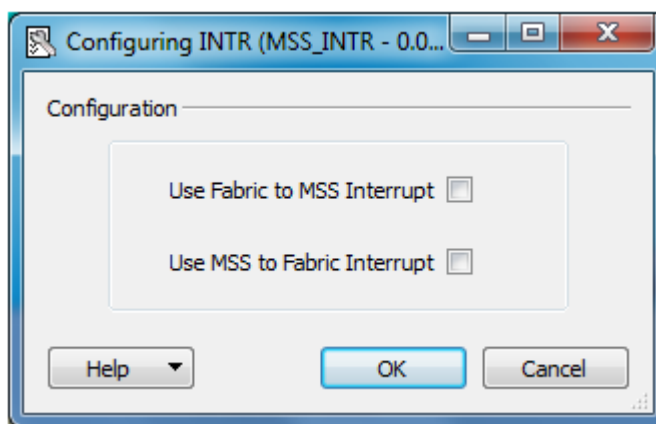 Configuring INTR (MSS_INTR - 0.0...
Configuration
Use Fabric to MSS Interrupt
Use MSS to Fabric Interrupt
Help OK Cancel